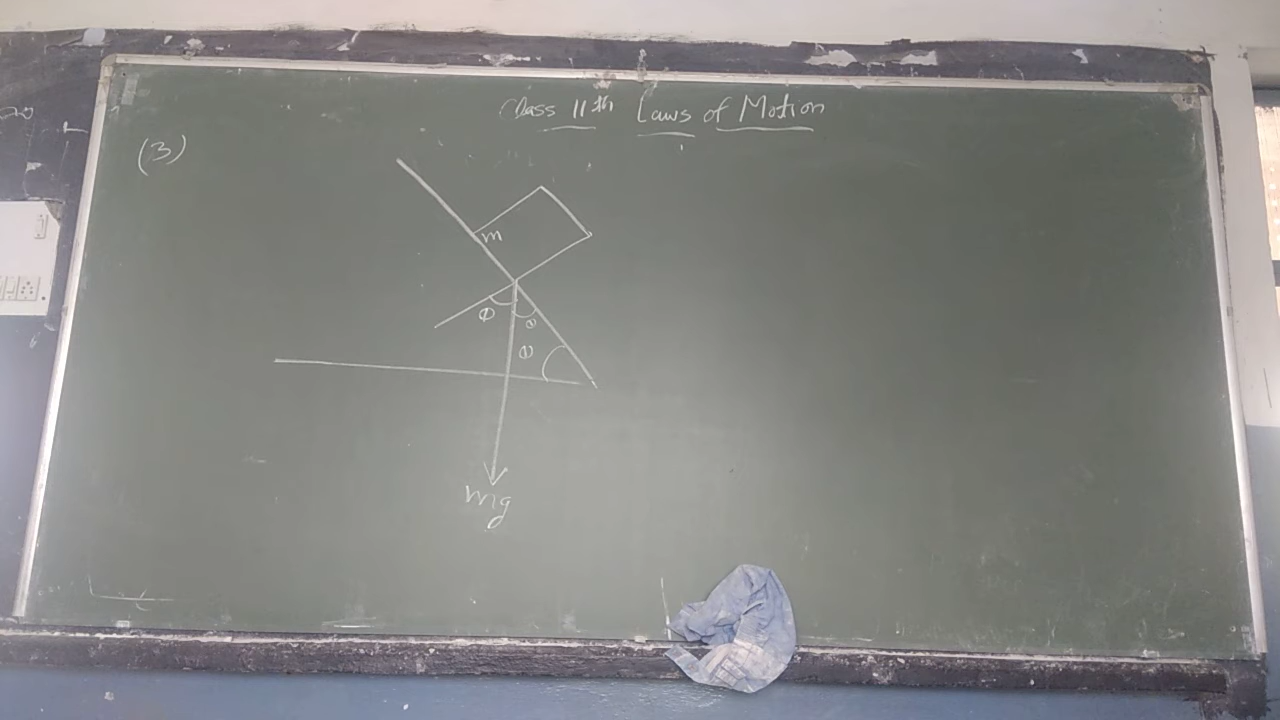 Class 11th Laws of Motion
(3)
m
Φ
θ
θ
mg